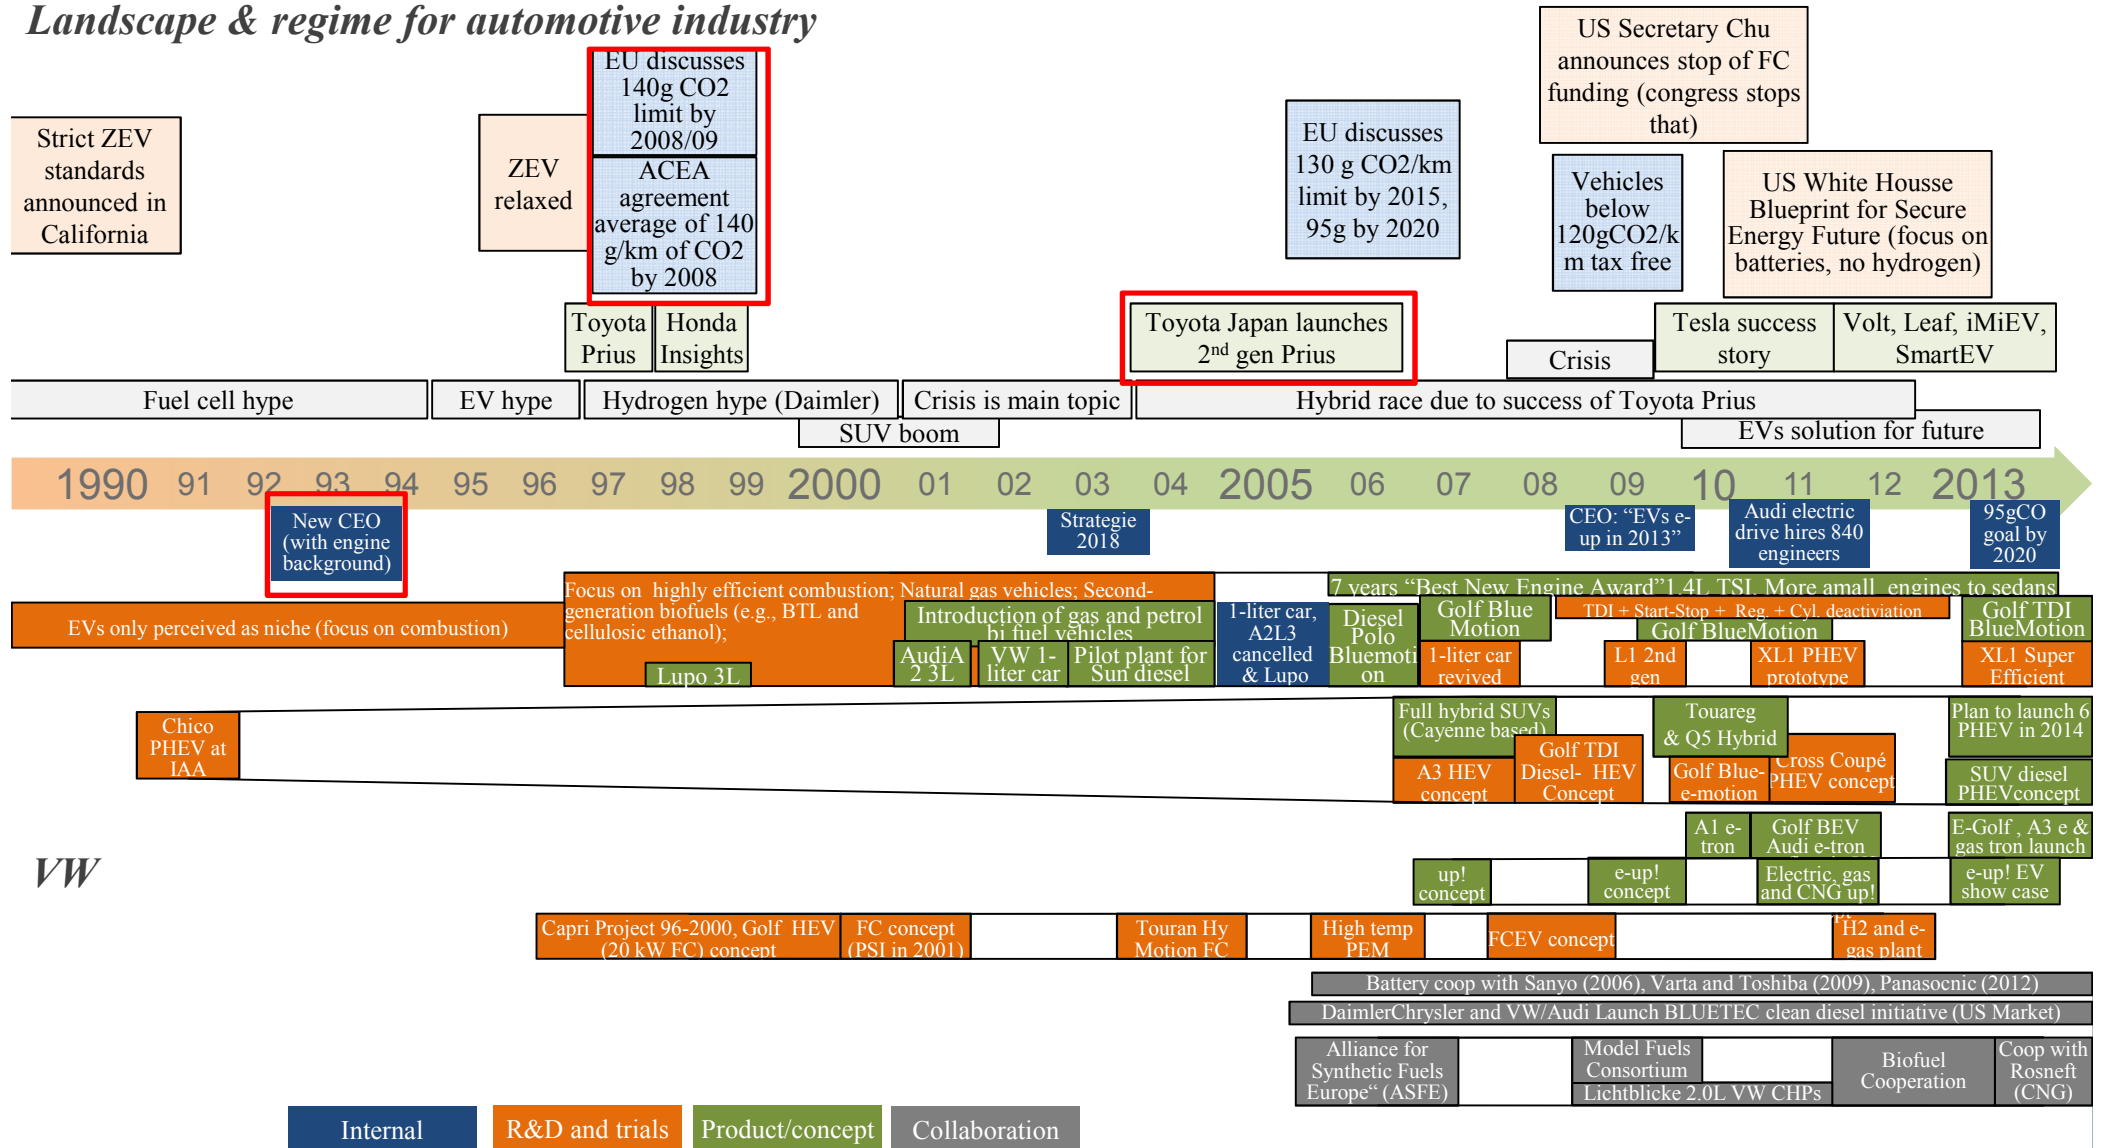 Landscape & regime for automotive industry
US Secretary Chu
announces stop of FC
funding (congress stops
that)
EU discusses
140g CO2
limit by
2008/09
Strict ZEV
standards
announced in
California
ZEV
relaxed
ACEA
agreement
average of 140
g/km of CO2
by 2008
EU discusses
130 g CO2/km
limit by 2015,
95g by 2020
Vehicles
below
120gCO2/k
m tax free
US White Housse
Blueprint for Secure
Energy Future (focus on
batteries, no hydrogen)
Toyota
Prius
Honda
Insights
Toyota Japan launches
2nd gen Prius
Crisis
Tesla success
story
Volt, Leaf, iMiEV,
SmartEV
Fuel cell hype
EV hype
Hydrogen hype (Daimler)
Crisis is main topic
Hybrid race due to success of Toyota Prius
SUV boom
EVs solution for future
1990 91 92 93 94 95 96 97 98 99 2000 01 02 03 04 2005 06 07 08 09 10 11 12 2013
New CEO
(with engine
background)
Strategie
2018
CEO: “EVs e-
up in 2013”
Audi electric
drive hires 840
engineers
95gCO
goal by
2020
EVs only perceived as niche (focus on combustion)
Focus on highly efficient combustion; Natural gas vehicles; Second-
generation biofuels (e.g., BTL and
cellulosic ethanol);
Introduction of gas and petrol
bi fuel vehicles
Lupo 3L
AudiA
2 3L
VW 1-
liter car
Pilot plant for
Sun diesel
1-liter car,
A2L3
cancelled
& Lupo
7 years “Best New Engine Award”1.4L TSI. More amall engines to sedans
Diesel
Polo
Bluemoti
on
Golf Blue
Motion
1-liter car
revived
TDI + Start-Stop + Reg. + Cyl. deactiviation
Golf BlueMotion
L1 2nd
gen
XL1 PHEV
prototype
Golf TDI
BlueMotion
XL1 Super
Efficient
Chico
PHEV at
IAA
Full hybrid SUVs
(Cayenne based)
A3 HEV
concept
Golf TDI
Diesel- HEV
Concept
Touareg
& Q5 Hybrid
Golf Blue-
e-motion
Cross Coupé
PHEV concept
Plan to launch 6
PHEV in 2014
SUV diesel
PHEVconcept
A1 e-
tron
Golf BEV
Audi e-tron
E-Golf , A3 e &
gas tron launch
VW
up!
concept
e-up!
concept
Electric, gas
and CNG up!
e-up! EV
show case
Capri Project 96-2000, Golf HEV
(20 kW FC) concept
FC concept
(PSI in 2001)
Touran Hy
Motion FC
High temp
PEM
FCEV concept
H2 and e-
gas plant
Battery coop with Sanyo (2006), Varta and Toshiba (2009), Panasocnic (2012)
DaimlerChrysler and VW/Audi Launch BLUETEC clean diesel initiative (US Market)
Alliance for
Synthetic Fuels
Europe“ (ASFE)
Model Fuels
Consortium
Lichtblicke 2.0L VW CHPs
Biofuel
Cooperation
Coop with
Rosneft
(CNG)
Internal
R&D and trials
Product/concept
Collaboration